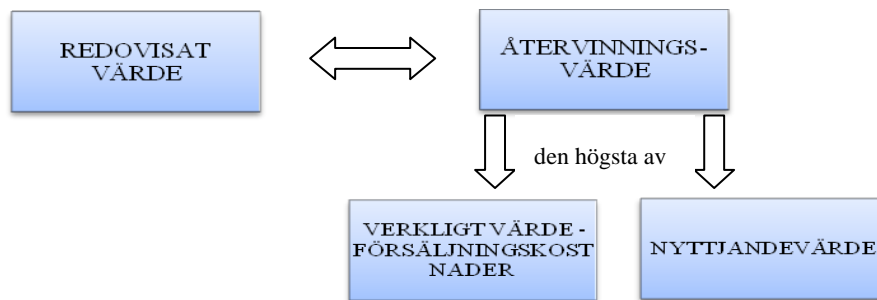 REDOVISAT
VÄRDE
ÅTERVINNINGS-
VÄRDE
den högsta av
VERKLIGT VÄRDE -
FÖRSÄLJNINGSKOST
NADER
NYTTJANDEVÄRDE